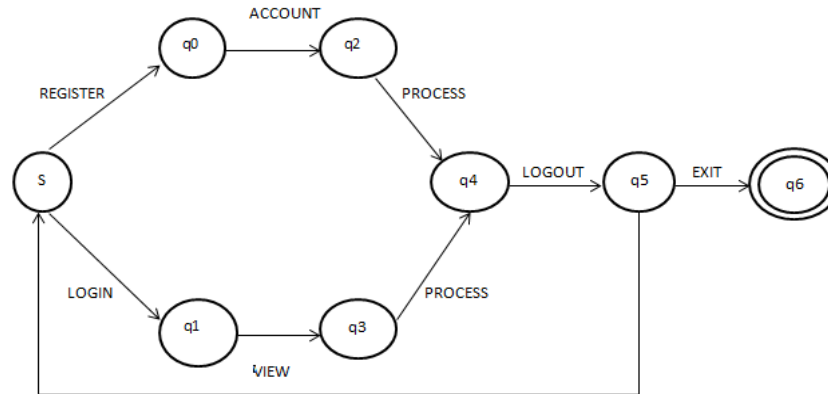 ACCOUNT
q0
q2
REGISTER
PROCESS
S
q4
LOGOUT
q5
EXIT
q6
LOGIN
PROCESS
q1
q3
VIEW